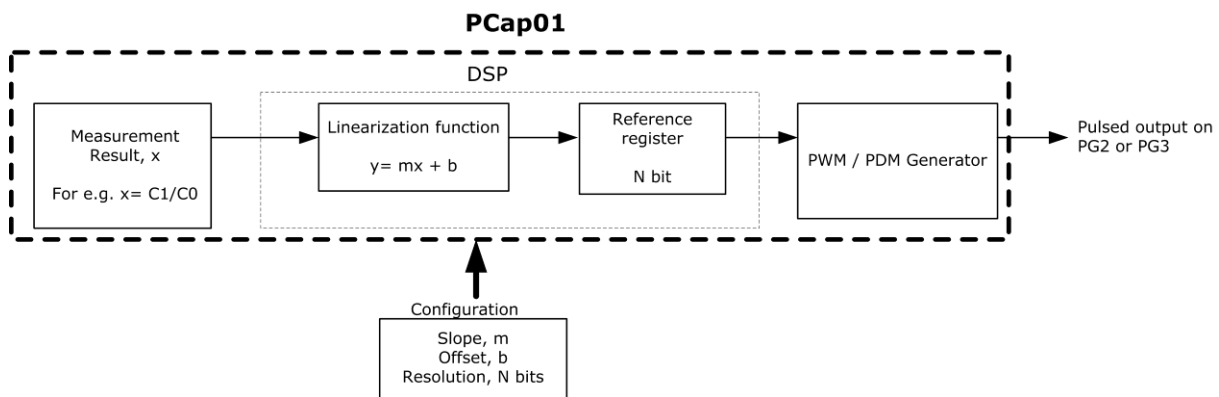 PCap01
DSP
Measurement
Result, x
For e.g. x= C1/C0
Linearization function
y= mx + b
Reference
register
N bit
PWM / PDM Generator
Pulsed output on
PG2 or PG3
Configuration
Slope, m
Offset, b
Resolution, N bits